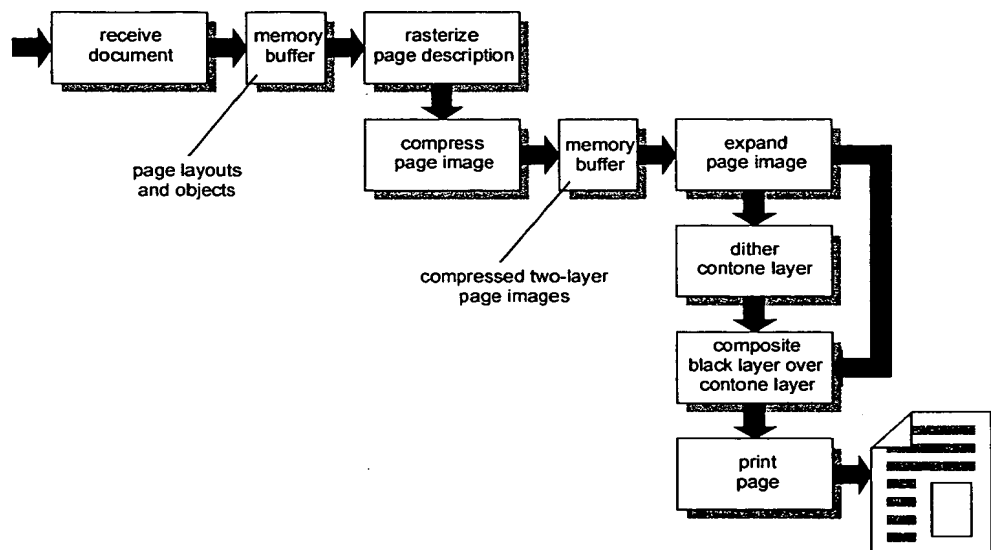 receive
document
memory
buffer
rasterize
page description
page layouts
and objects
compress
page image
memory
buffer
expand
page image
compressed two-layer
page images
dither
contone layer
composite
black layer over
contone layer
print
page